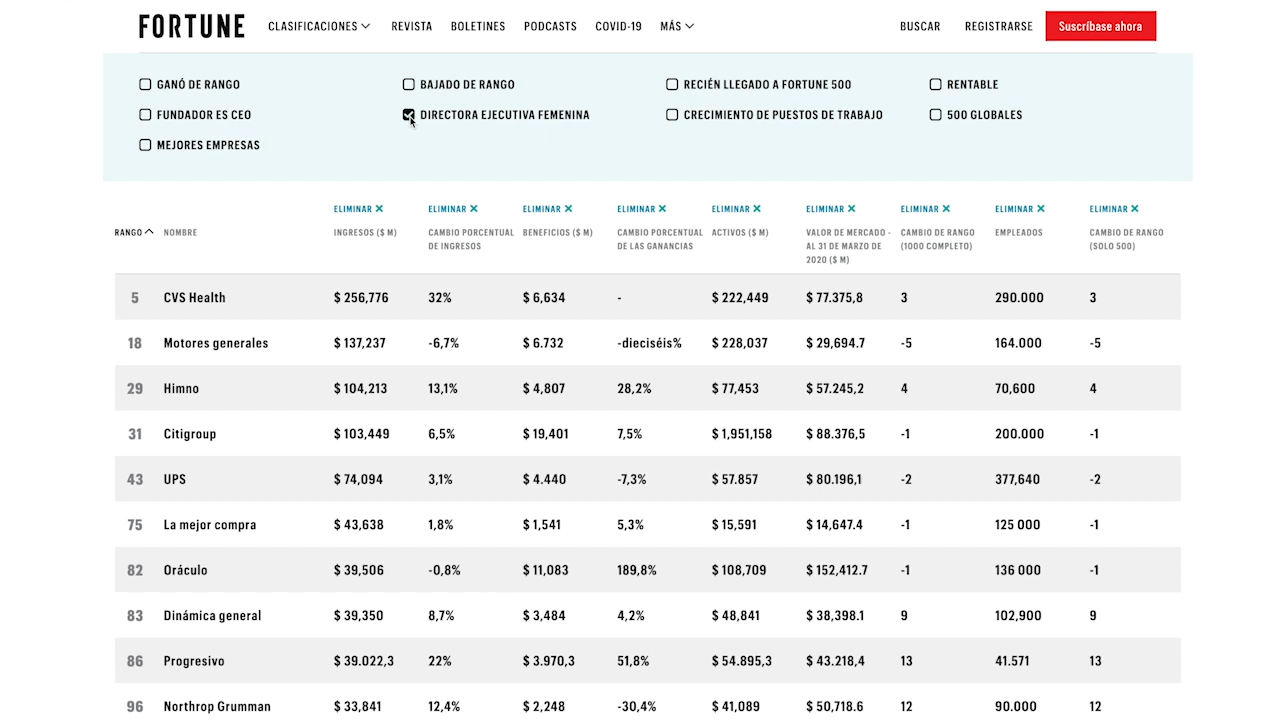 FORTUNE CLASIFICACIONES REVISTA BOLETINES PODCASTS COVID-19 MÁS BUSCAR REGISTRARSE Suscríbase ahora
GANÓ DE RANGO BAJADO DE RANGO RECIÉN LLEGADO A FORTUNE 500 RENTABLE
FUNDADOR ES CEO DIRECTORA EJECUTIVA FEMENINA CRECIMIENTO DE PUESTOS DE TRABAJO 500 GLOBALES
MEJORES EMPRESAS
ELIMINAR ELIMINAR ELIMINAR ELIMINAR ELIMINAR ELIMINAR ELIMINAR ELIMINAR ELIMINAR
RANGO NOMBRE INGRESOS ($ M) CAMBIO PORCENTUAL BENEFICIOS ($ M) CAMBIO PORCENTUAL ACTIVOS ($ M) VALOR DE MERCADO - CAMBIO DE RANGO EMPLEADOS CAMBIO DE RANGO
DE INGRESOS DE LAS GANANCIAS AL 31 DE MARZO DE (1000 COMPLETO) (SOLO 500)
2020 ($ M)
5 CVS Health $ 256,776 32% $ 6,634 - $ 222,449 $ 77.375,8 3 290.000 3
18 Motores generales $ 137,237 -6,7% $ 6.732 -dieciséis% $ 228,037 $ 29,694.7 -5 164.000 -5
29 Himno $ 104,213 13,1% $ 4,807 28,2% $ 77,453 $ 57.245,2 4 70,600 4
31 Citigroup $ 103,449 6,5% $ 19,401 7,5% $ 1,951,158 $ 88.376,5 -1 200.000 -1
43 UPS $ 74,094 3,1% $ 4.440 -7,3% $ 57.857 $ 80.196,1 -2 377,640 -2
75 La mejor compra $ 43,638 1,8% $ 1,541 5,3% $ 15,591 $ 14,647.4 -1 125 000 -1
82 Oráculo $ 39,506 -0,8% $ 11,083 189,8% $ 108,709 $ 152,412.7 -1 136 000 -1
83 Dinámica general $ 39,350 8,7% $ 3,484 4,2% $ 48,841 $ 38,398.1 9 102,900 9
86 Progresivo $ 39.022,3 22% $ 3.970,3 51,8% $ 54.895,3 $ 43.218,4 13 41.571 13
96 Northrop Grumman $ 33,841 12,4% $ 2,248 -30,4% $ 41,089 $ 50,718.6 12 90.000 12